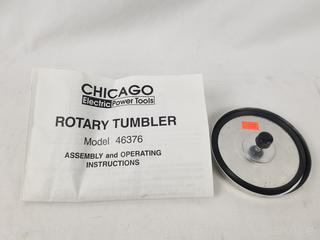 CHICAGO
Electric Power Tools
ROTARY TUMBLER
Model 46376
ASSEMBLY and OPERATING
INSTRUCTIONS